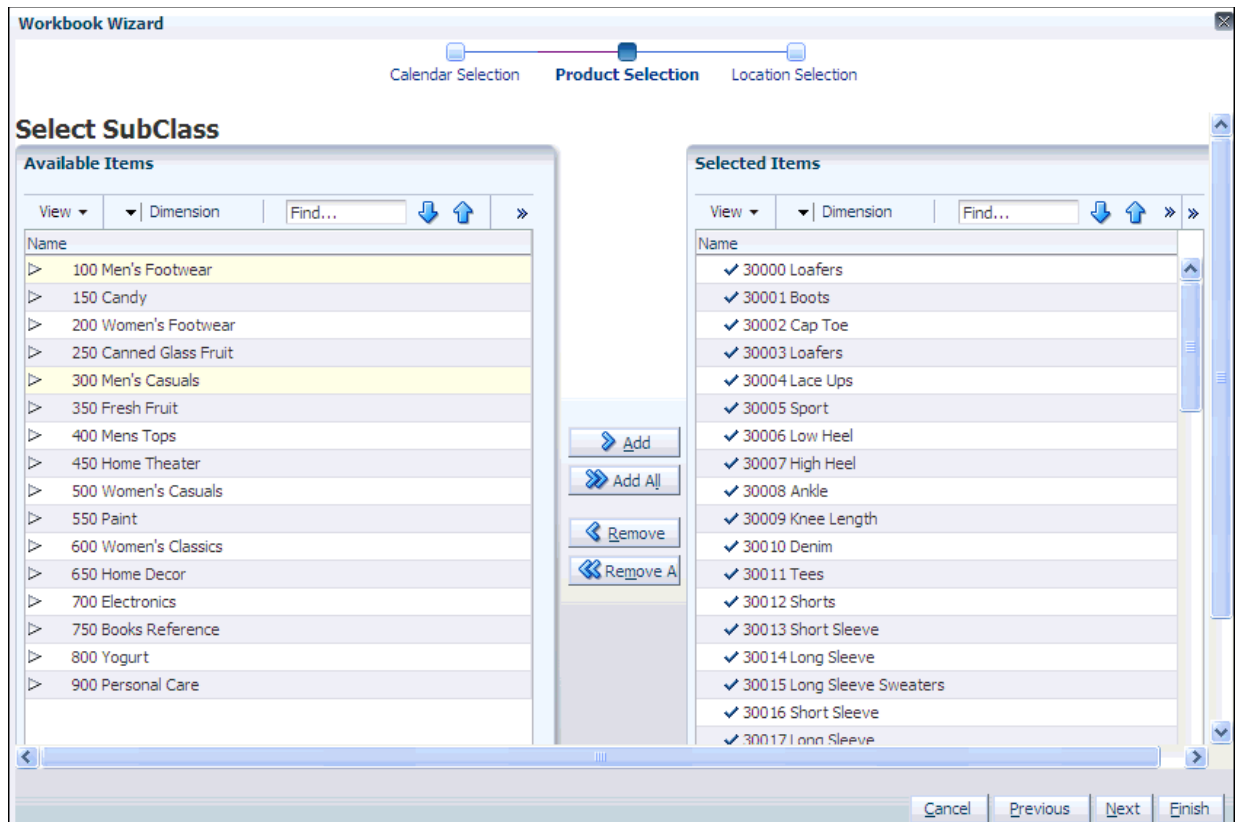 Workbook Wizard
Calendar Selection
Product Selection
Location Selection
Select SubClass
Available Items
View
Dimension
Find...
»
Name
100 Men's Footwear
150 Candy
200 Women's Footwear
250 Canned Glass Fruit
300 Men's Casuals
350 Fresh Fruit
400 Mens Tops
450 Home Theater
500 Women's Casuals
550 Paint
600 Women's Classics
650 Home Decor
700 Electronics
750 Books Reference
800 Yogurt
900 Personal Care
Add
Add All
Remove
Remove A
Selected Items
View
Dimension
Find...
» »
Name
30000 Loafers
30001 Boots
30002 Cap Toe
30003 Loafers
30004 Lace Ups
30005 Sport
30006 Low Heel
30007 High Heel
30008 Ankle
30009 Knee Length
30010 Denim
30011 Tees
30012 Shorts
30013 Short Sleeve
30014 Long Sleeve
30015 Long Sleeve Sweaters
30016 Short Sleeve
30017 Long Sleeve
Cancel
Previous
Next
Finish